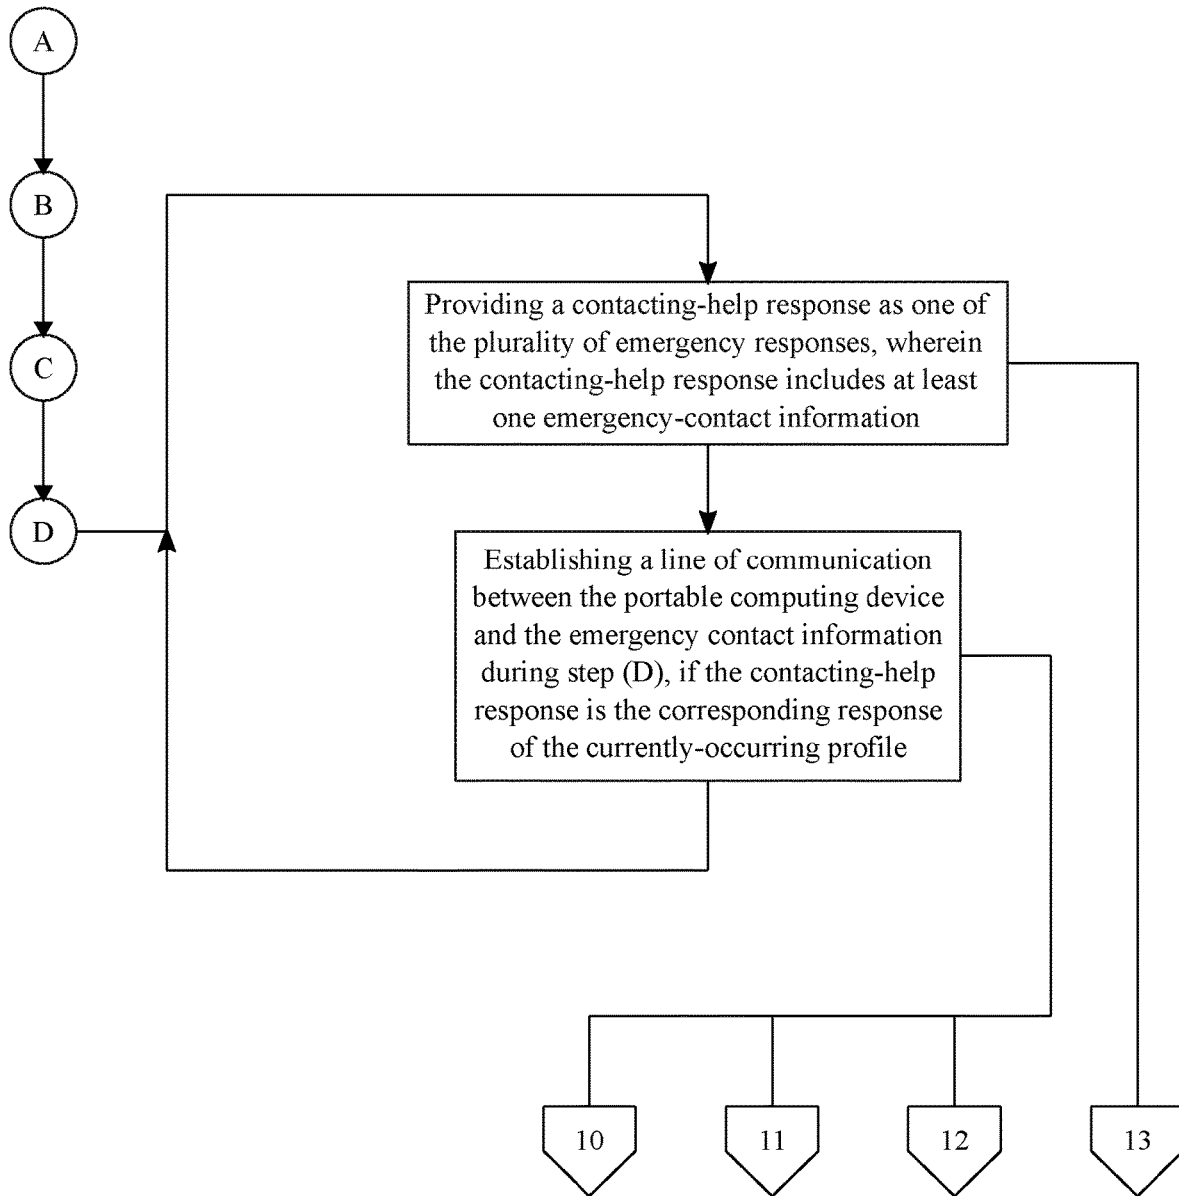 A
B
C
D
Providing a contacting-help response as one of
the plurality of emergency responses, wherein
the contacting-help response includes at least
one emergency-contact information
Establishing a line of communication
between the portable computing device
and the emergency contact information
during step (D), if the contacting-help
response is the corresponding response
of the currently-occurring profile
10
11
12
13